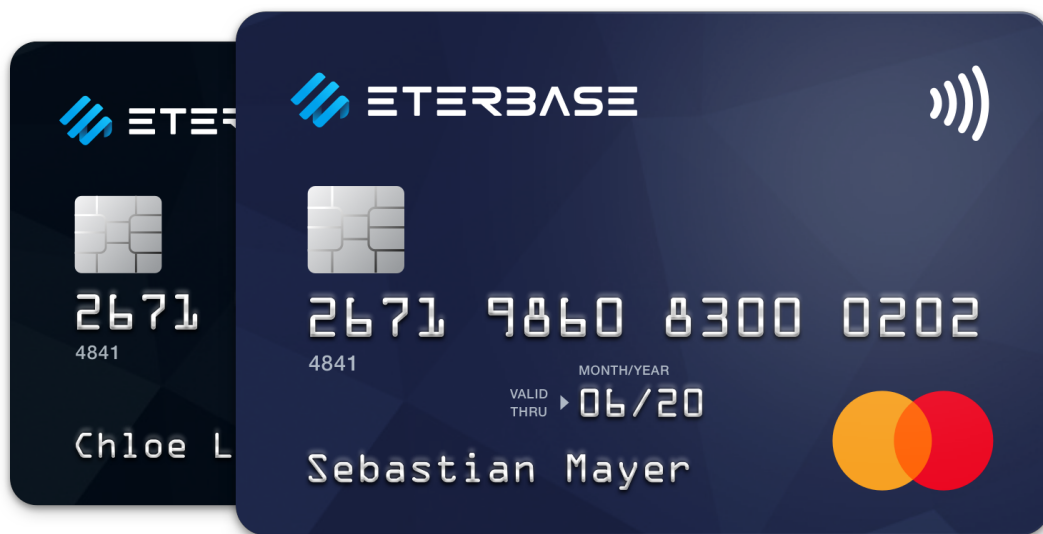 ETERBASE
2671 9860 8300 0202
4841
MONTH/YEAR
VALID
THRU
06/20
Sebastian Mayer
ETER
2671
4841
Chloe L